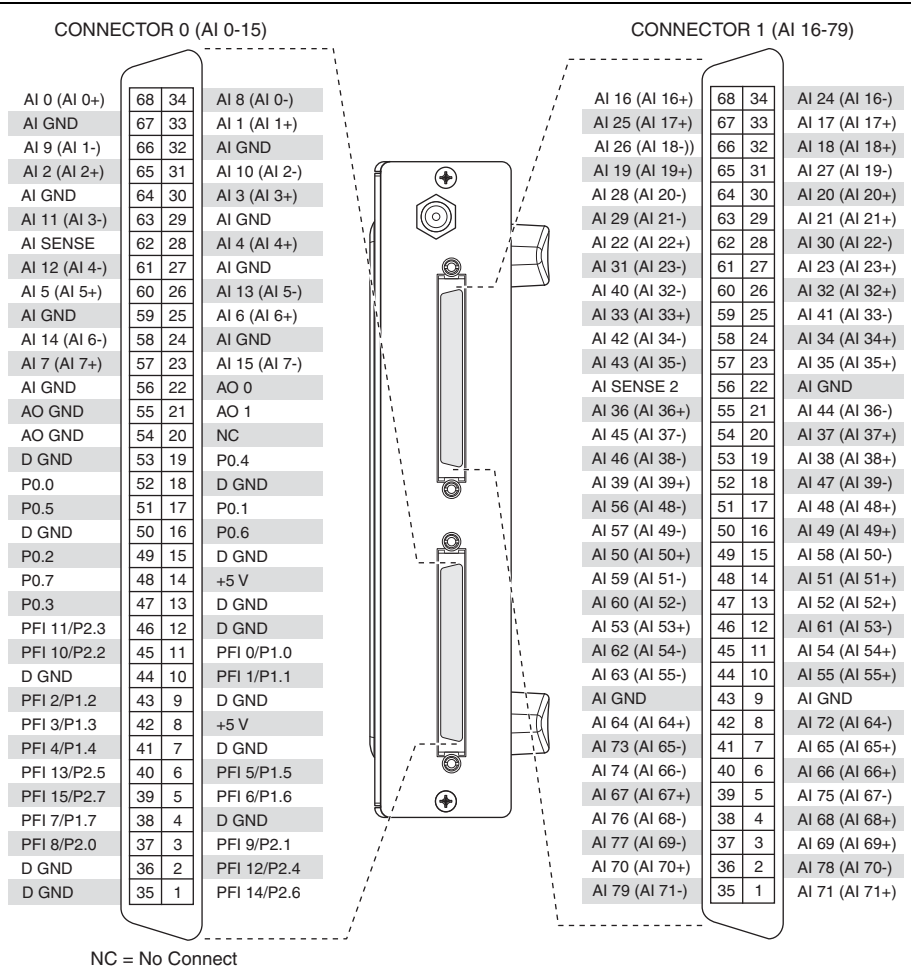 CONNECTOR 0 (AI 0-15)
AI 0 (AI 0+) 68 34 AI 8 (AI 0-)
AI GND 67 33 AI 1 (AI 1+)
AI 9 (AI 1-) 66 32 AI GND
AI 2 (AI 2+) 65 31 AI 10 (AI 2-)
AI GND 64 30 AI 3 (AI 3+)
AI 11 (AI 3-) 63 29 AI GND
AI SENSE 62 28 AI 4 (AI 4+)
AI 12 (AI 4-) 61 27 AI GND
AI 5 (AI 5+) 60 26 AI 13 (AI 5-)
AI GND 59 25 AI 6 (AI 6+)
AI 14 (AI 6-) 58 24 AI GND
AI 7 (AI 7+) 57 23 AI 15 (AI 7-)
AI GND 56 22 AO 0
AO GND 55 21 AO 1
AO GND 54 20 NC
D GND 53 19 P0.4
P0.0 52 18 D GND
P0.5 51 17 P0.1
D GND 50 16 P0.6
P0.2 49 15 D GND
P0.7 48 14 +5 V
P0.3 47 13 D GND
PFI 11/P2.3 46 12 D GND
PFI 10/P2.2 45 11 PFI 0/P1.0
D GND 44 10 PFI 1/P1.1
PFI 2/P1.2 43 9 D GND
PFI 3/P1.3 42 8 +5 V
PFI 4/P1.4 41 7 D GND
PFI 13/P2.5 40 6 PFI 5/P1.5
PFI 15/P2.7 39 5 PFI 6/P1.6
PFI 7/P1.7 38 4 D GND
PFI 8/P2.0 37 3 PFI 9/P2.1
D GND 36 2 PFI 12/P2.4
D GND 35 1 PFI 14/P2.6
NC = No Connect
CONNECTOR 1 (AI 16-79)
AI 16 (AI 16+) 68 34 AI 24 (AI 16-)
AI 25 (AI 17+) 67 33 AI 17 (AI 17+)
AI 26 (AI 18-)) 66 32 AI 18 (AI 18+)
AI 19 (AI 19+) 65 31 AI 27 (AI 19-)
AI 28 (AI 20-) 64 30 AI 20 (AI 20+)
AI 29 (AI 21-) 63 29 AI 21 (AI 21+)
AI 22 (AI 22+) 62 28 AI 30 (AI 22-)
AI 31 (AI 23-) 61 27 AI 23 (AI 23+)
AI 40 (AI 32-) 60 26 AI 32 (AI 32+)
AI 33 (AI 33+) 59 25 AI 41 (AI 33-)
AI 42 (AI 34-) 58 24 AI 34 (AI 34+)
AI 43 (AI 35-) 57 23 AI 35 (AI 35+)
AI SENSE 2 56 22 AI GND
AI 36 (AI 36+) 55 21 AI 44 (AI 36-)
AI 45 (AI 37-) 54 20 AI 37 (AI 37+)
AI 46 (AI 38-) 53 19 AI 38 (AI 38+)
AI 39 (AI 39+) 52 18 AI 47 (AI 39-)
AI 56 (AI 48-) 51 17 AI 48 (AI 48+)
AI 57 (AI 49-) 50 16 AI 49 (AI 49+)
AI 50 (AI 50+) 49 15 AI 58 (AI 50-)
AI 59 (AI 51-) 48 14 AI 51 (AI 51+)
AI 60 (AI 52-) 47 13 AI 52 (AI 52+)
AI 53 (AI 53+) 46 12 AI 61 (AI 53-)
AI 62 (AI 54-) 45 11 AI 54 (AI 54+)
AI 63 (AI 55-) 44 10 AI 55 (AI 55+)
AI GND 43 9 AI GND
AI 64 (AI 64+) 42 8 AI 72 (AI 64-)
AI 73 (AI 65-) 41 7 AI 65 (AI 65+)
AI 74 (AI 66-) 40 6 AI 66 (AI 66+)
AI 67 (AI 67+) 39 5 AI 75 (AI 67-)
AI 76 (AI 68-) 38 4 AI 68 (AI 68+)
AI 77 (AI 69-) 37 3 AI 69 (AI 69+)
AI 70 (AI 70+) 36 2 AI 78 (AI 70-)
AI 79 (AI 71-) 35 1 AI 71 (AI 71+)